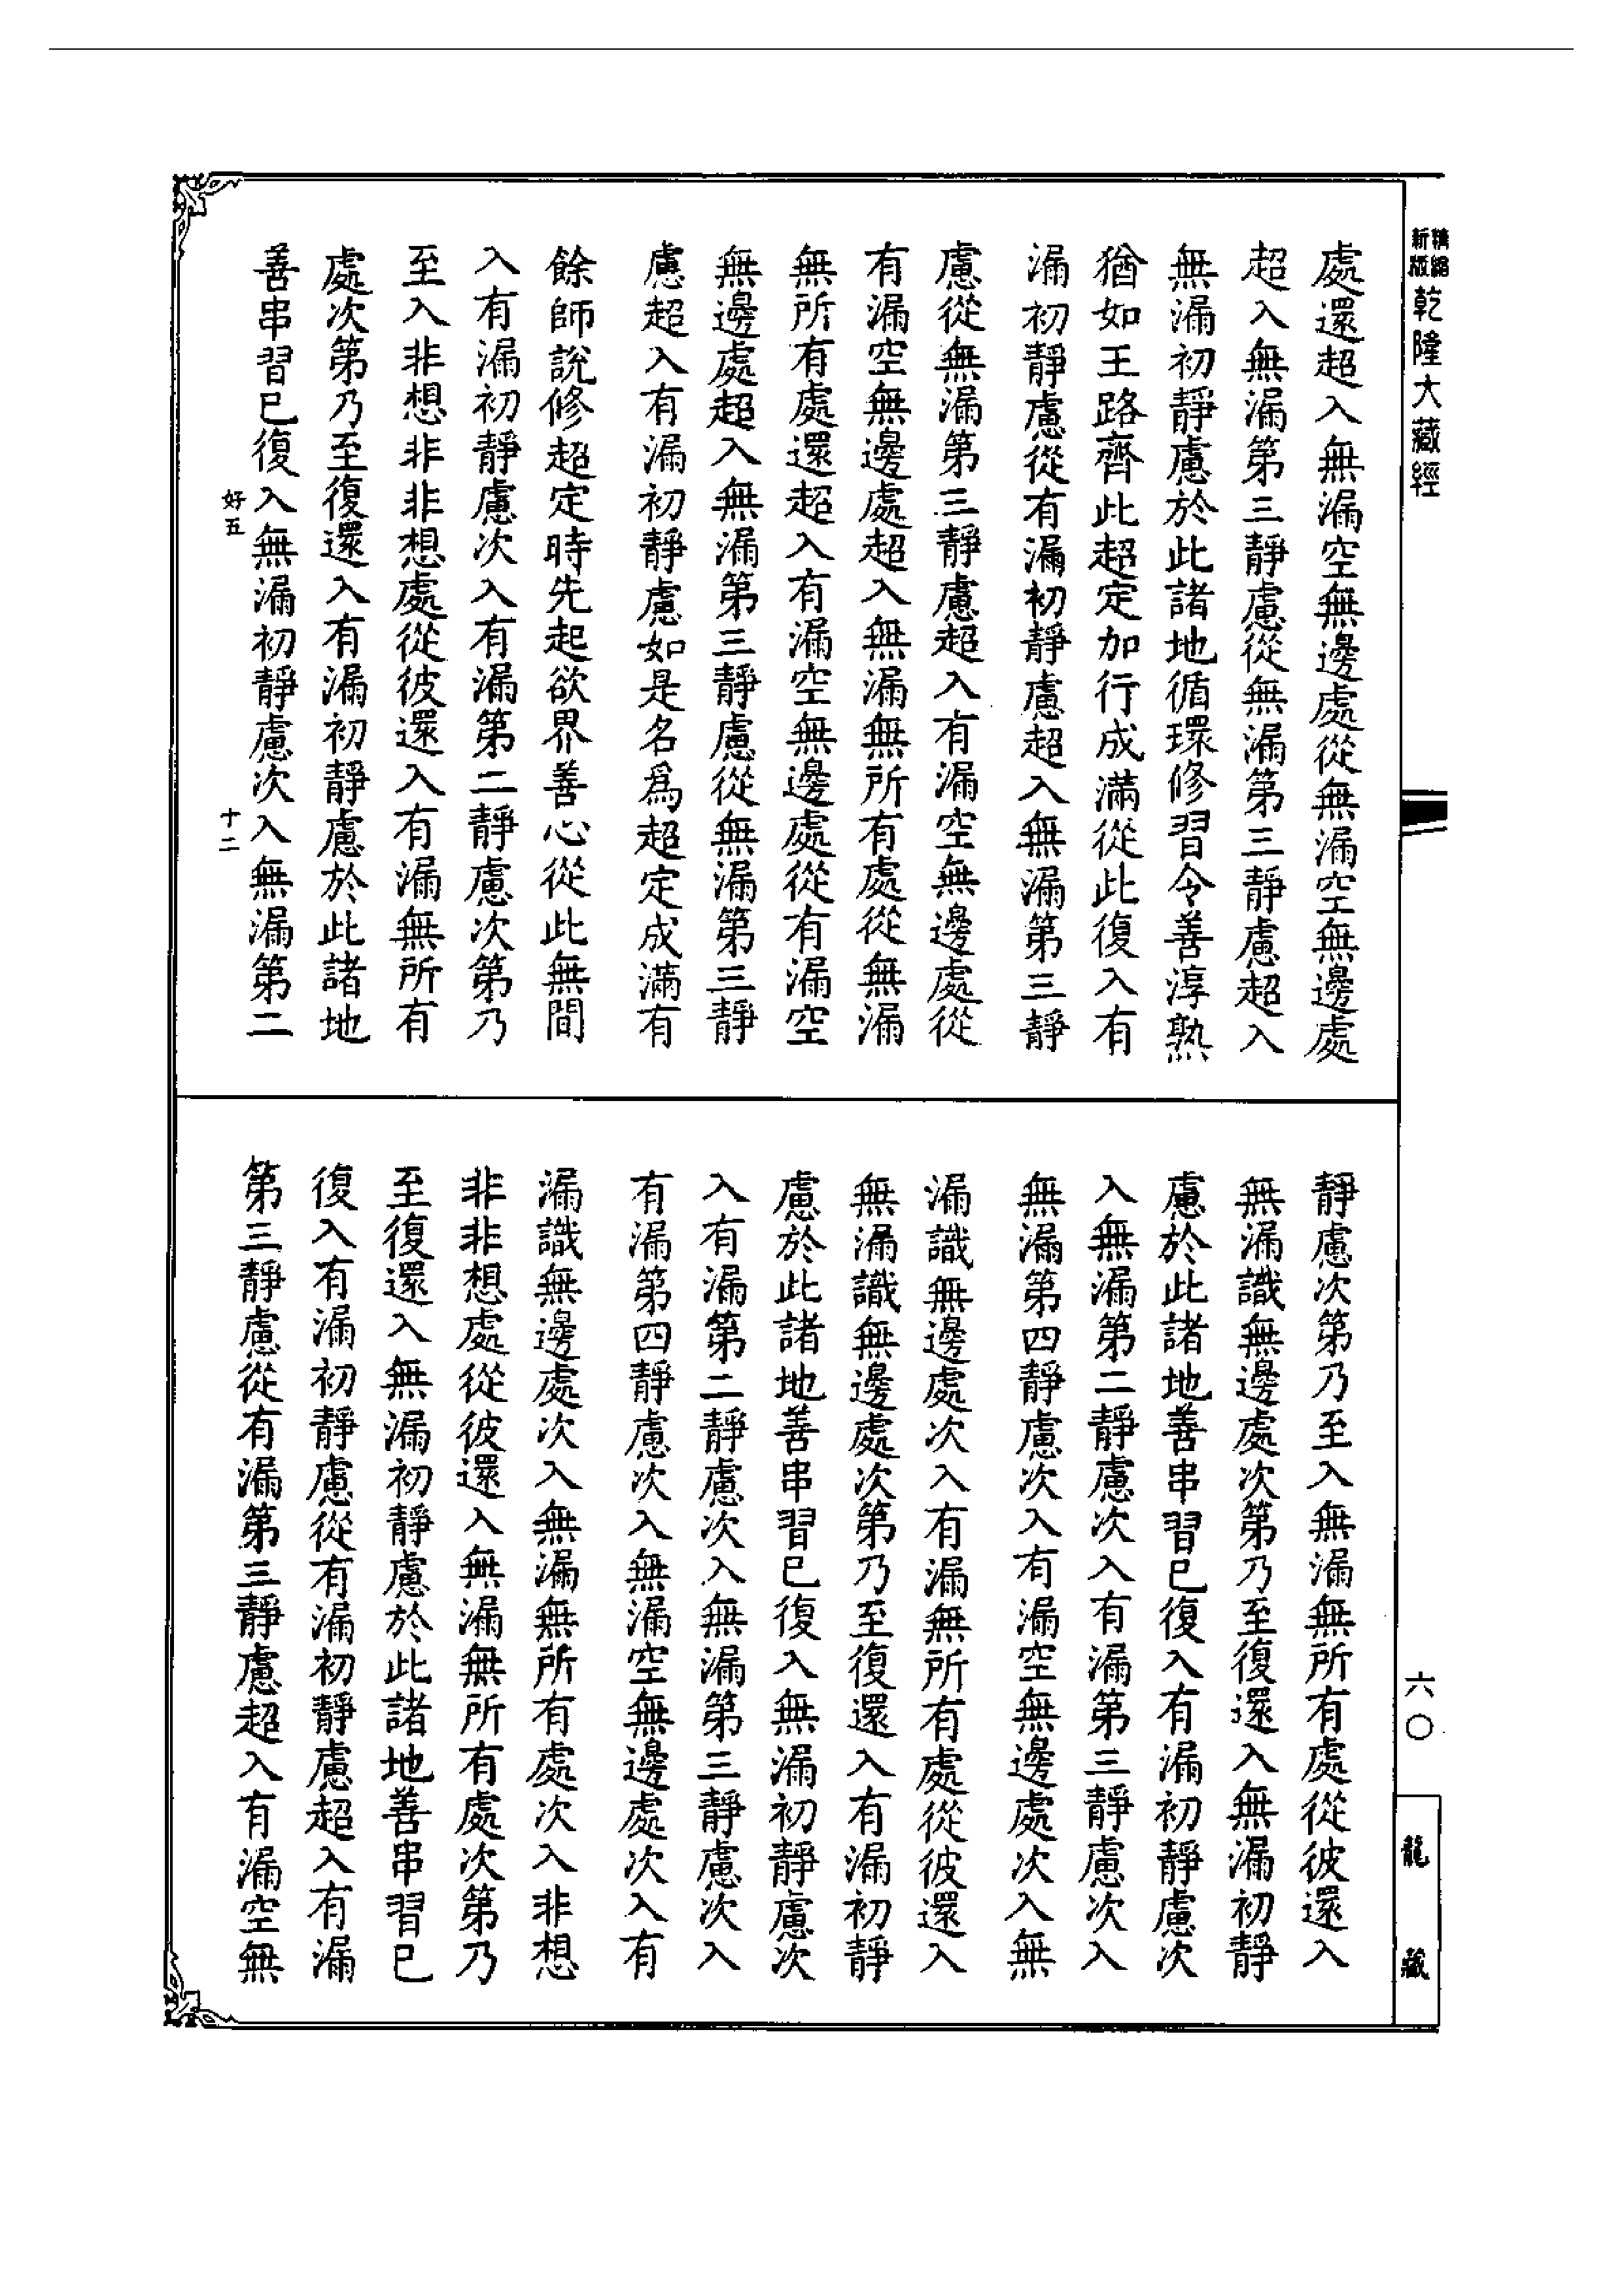 精縮
新版
乾隆大藏經
處還超入無漏空無邊處從無漏空無邊處
超入無漏第三靜慮從無漏第三靜慮超入
無漏初靜慮於此諸地循環修習令善淳熟
猶如王路齊此超定加行成滿從此復入有
漏初靜慮從有漏初靜慮超入無漏第三靜
慮從無漏第三靜慮超入有漏空無邊處從
有漏空無邊處超入無漏無所有處從無漏
無所有處還超入有漏空無邊處從有漏空
無邊處超入無漏第三靜慮從無漏第三靜
慮超入有漏初靜慮如是名爲超定成滿有
餘師說修超定時先起欲界善心從此無間
入有漏初靜慮次入有漏第二靜慮次第乃
至入非想非非想處從彼還入有漏無所有
處次第乃至復還入有漏初靜慮於此諸地
善串習已復入無漏初靜慮次入無漏第二
好五
十二
靜慮次第乃至入無漏無所有處從彼還入
無漏識無邊處次第乃至復還入無漏初靜
慮於此諸地善串習已復入有漏初靜慮次
入無漏第二靜慮次入有漏第三靜慮次入
無漏第四靜慮次入有漏空無邊處次入無
漏識無邊處次入有漏無所有處從彼還入
無漏識無邊處次第乃至復還入有漏初靜
慮於此諸地善串習已復入無漏初靜慮次
入有漏第二靜慮次入無漏第三靜慮次入
有漏第四靜慮次入無漏空無邊處次入有
漏識無邊處次入無漏無所有處次入非想
非非想處從彼還入無漏無所有處次第乃
至復還入無漏初靜慮於此諸地善串習已
復入有漏初靜慮從有漏初靜慮超入有漏
第三靜慮從有漏第三靜慮超入有漏空無
六〇
龍藏